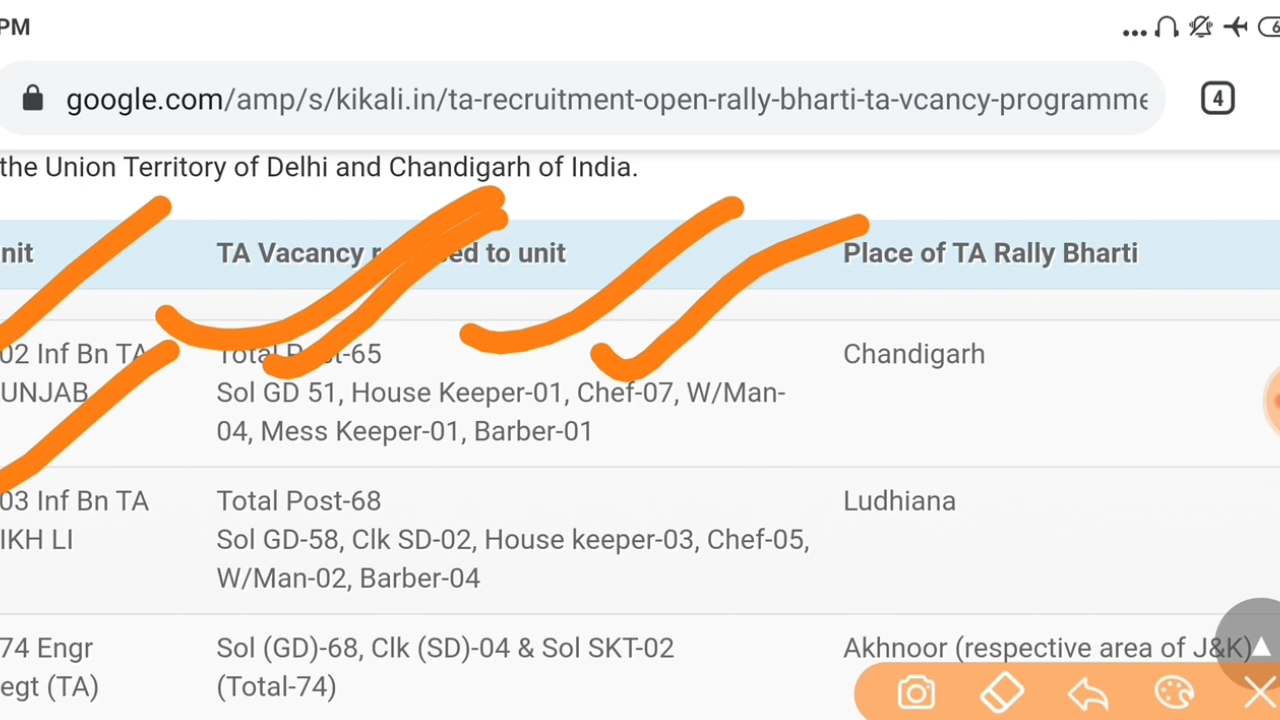 PM
6
google.com/amp/s/kikali.in/ta-recruitment-open-rally-bharti-ta-vcancy-programme
4
the Union Territory of Delhi and Chandigarh of India.
nit TA Vacancy ed to unit Place of TA Rally Bharti
02 Inf Bn TA Total Post-65 Chandigarh
UNJAB Sol GD 51, House Keeper-01, Chef-07, W/Man-
04, Mess Keeper-01, Barber-01
03 Inf Bn TA Total Post-68 Ludhiana
IKH LI Sol GD-58, Clk SD-02, House keeper-03, Chef-05,
W/Man-02, Barber-04
74 Engr Sol (GD)-68, Clk (SD)-04 & Sol SKT-02 Akhnoor (respective area of J&K)
egt (TA) (Total-74)